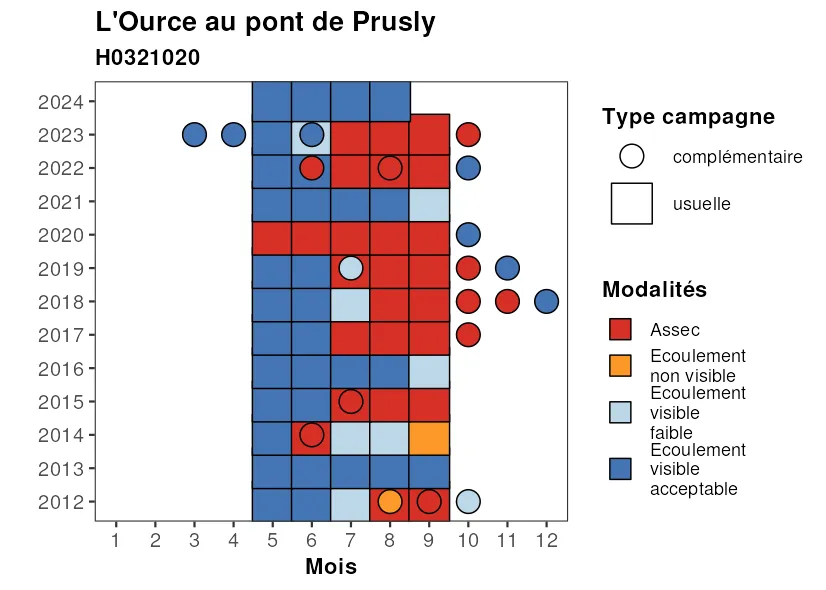 L'Ource au pont de Prusly
H0321020
2024
2023
2022
2021
2020
2019
2018
2017
2016
2015
2014
2013
2012
1 2 3 4 5 6 7 8 9 10 11 12
Mois
Type campagne
complémentaire
usuelle
Modalités
Assec
Ecoulement
non visible
Ecoulement
visible
faible
Ecoulement
visible
acceptable